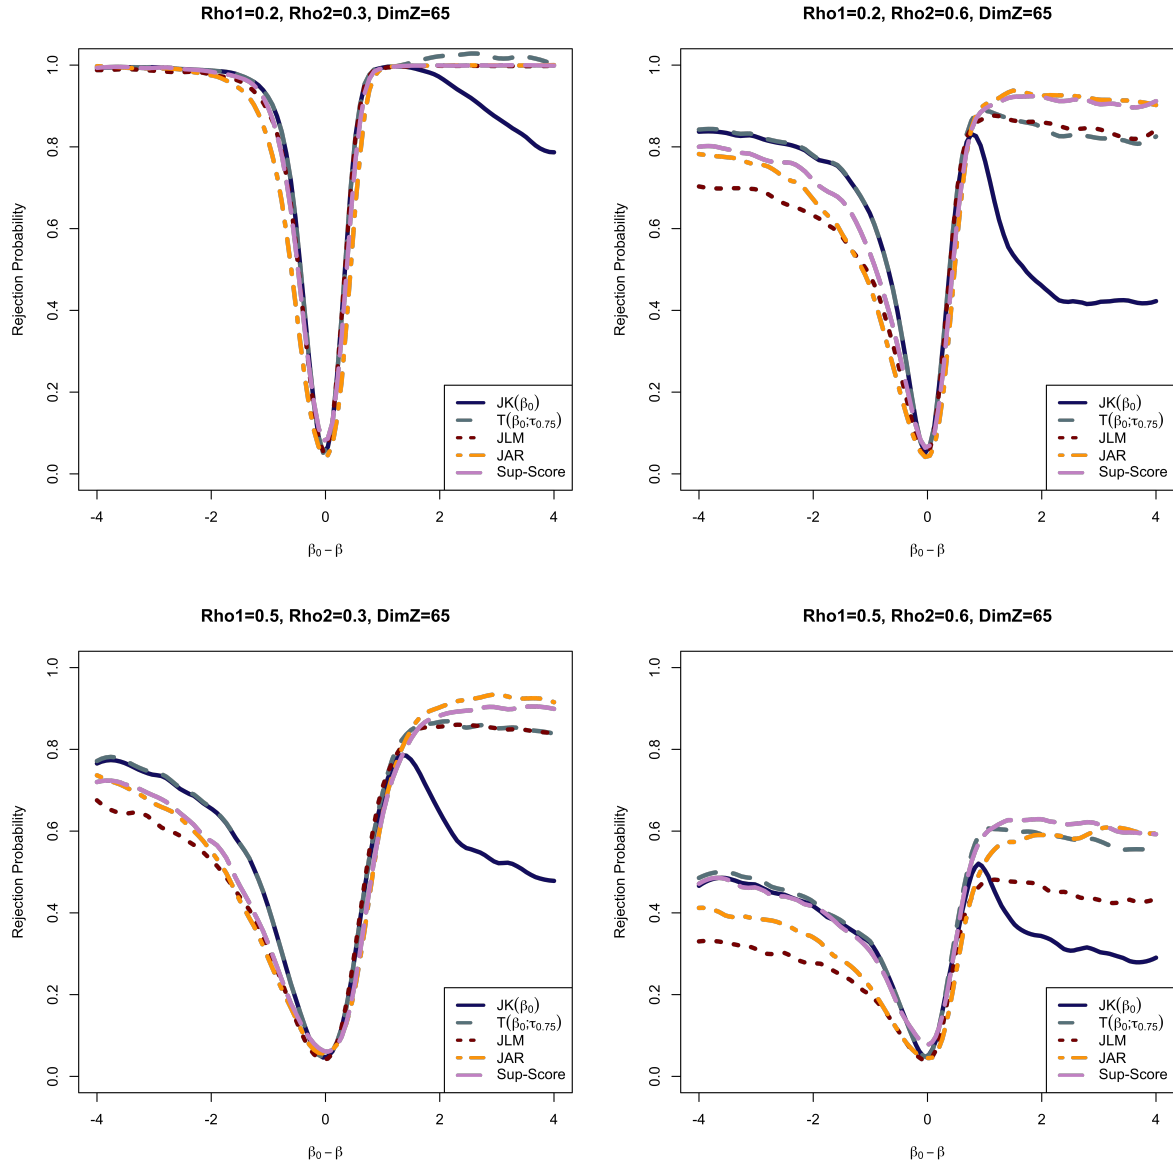 Rho1=0.2, Rho2=0.3, DimZ=65
Rejection Probability
1.0
0.8
0.6
0.4
0.2
0.0
JK(β₀)
T(β₀;τ₀.₇₅)
JLM
JAR
Sup-Score
-4 -2 0 2 4
β₀ − β
Rho1=0.2, Rho2=0.6, DimZ=65
Rejection Probability
1.0
0.8
0.6
0.4
0.2
0.0
JK(β₀)
T(β₀;τ₀.₇₅)
JLM
JAR
Sup-Score
-4 -2 0 2 4
β₀ − β
Rho1=0.5, Rho2=0.3, DimZ=65
Rejection Probability
1.0
0.8
0.6
0.4
0.2
0.0
JK(β₀)
T(β₀;τ₀.₇₅)
JLM
JAR
Sup-Score
-4 -2 0 2 4
β₀ − β
Rho1=0.5, Rho2=0.6, DimZ=65
Rejection Probability
1.0
0.8
0.6
0.4
0.2
0.0
JK(β₀)
T(β₀;τ₀.₇₅)
JLM
JAR
Sup-Score
-4 -2 0 2 4
β₀ − β